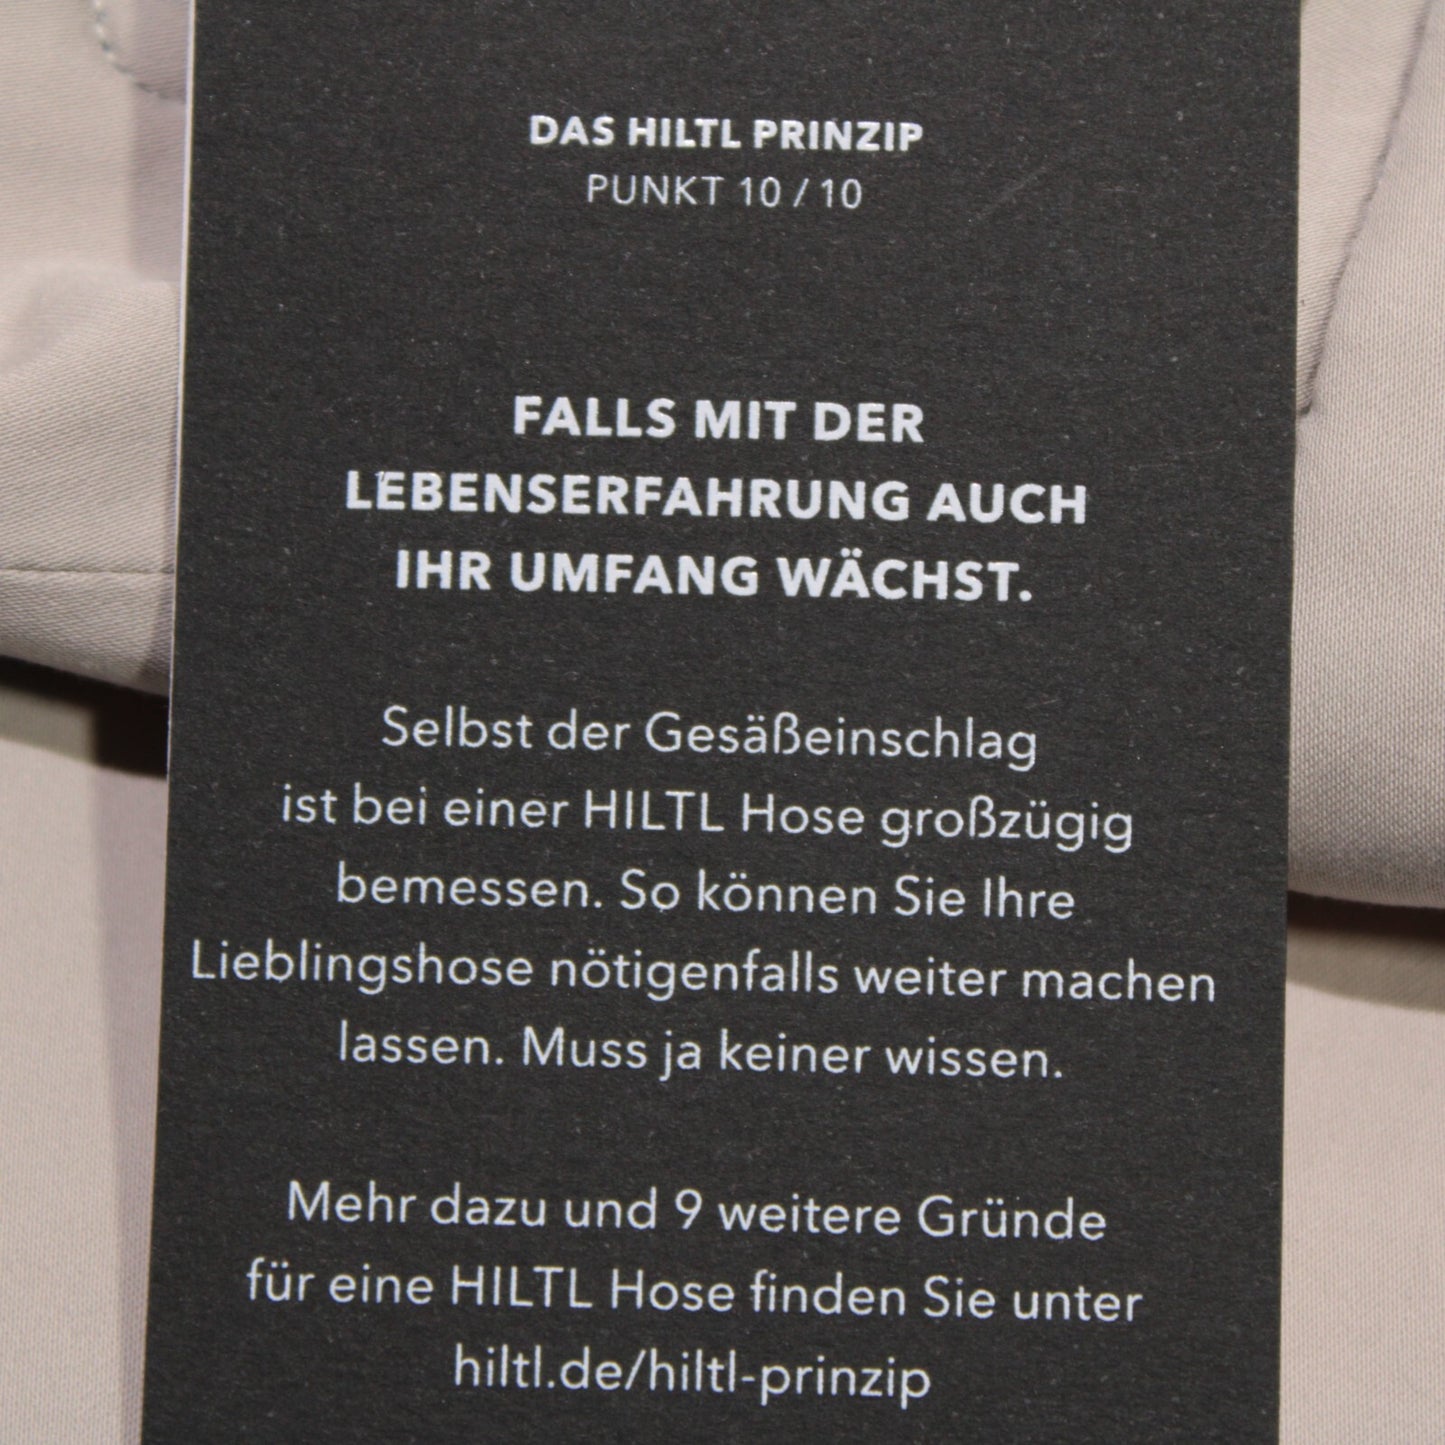 DAS HILTL PRINZIP
PUNKT 10 / 10
FALLS MIT DER
LEBENSERFAHRUNG AUCH
IHR UMFANG WÄCHST.
Selbst der Gesäßeinschlag
ist bei einer HILTL Hose großzügig
bemessen. So können Sie Ihre
Lieblingshose nötigenfalls weiter machen
lassen. Muss ja keiner wissen.
Mehr dazu und 9 weitere Gründe
für eine HILTL Hose finden Sie unter
hiltl.de/hiltl-prinzip